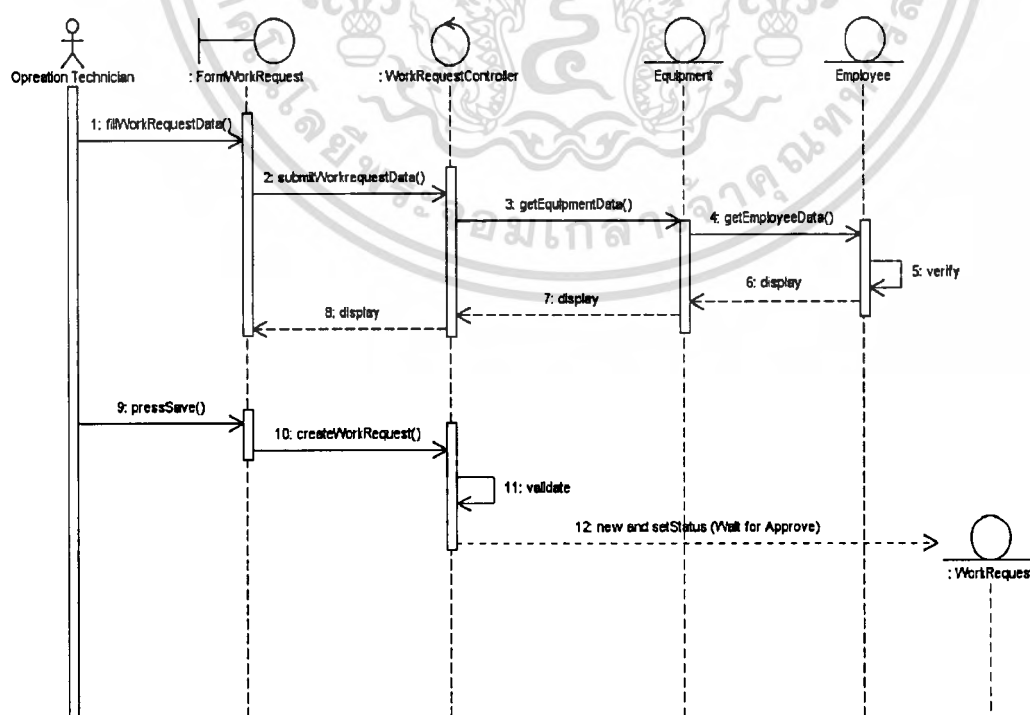 Opreation Technician
: FormWorkRequest
: WorkRequestController
Equipment
Employee
1: fillWorkRequestData()
2: submitWorkrequestData()
3: getEquipmentData()
4: getEmployeeData()
5: verify
6: display
7: display
8: display
9: pressSave()
10: createWorkRequest()
11: validate
12: new and setStatus (Wait for Approve)
: WorkRequest